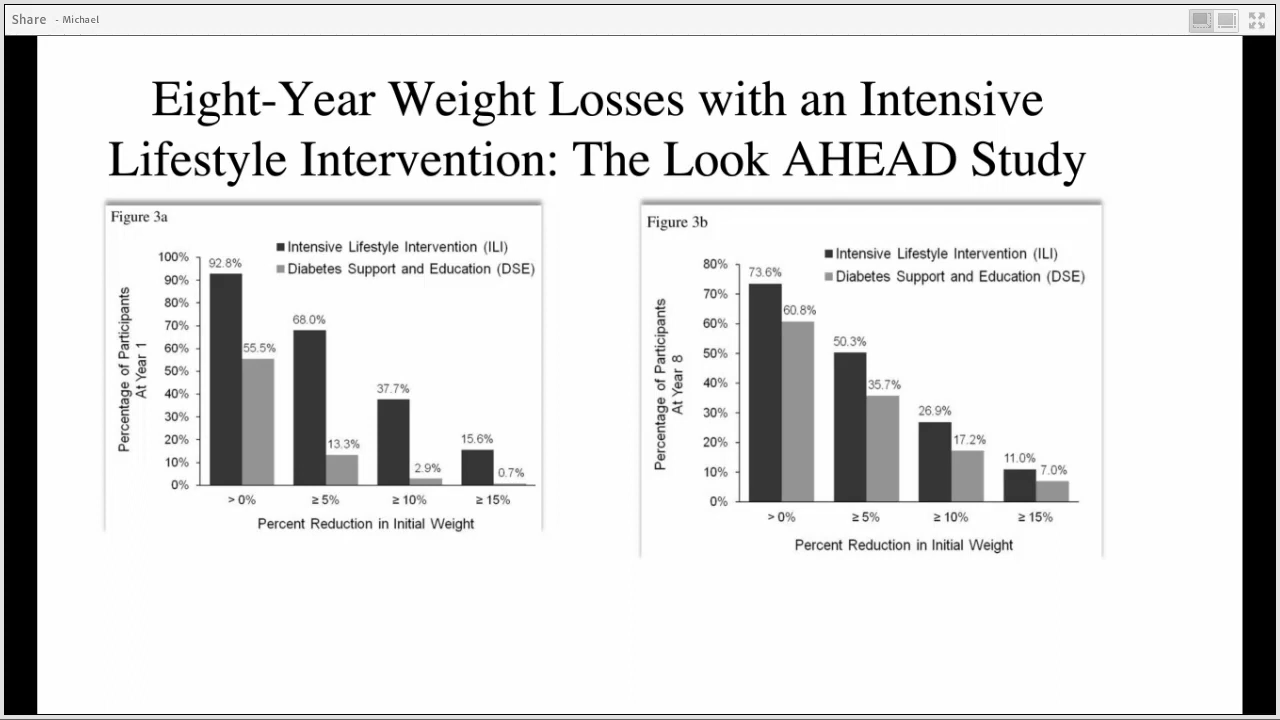 Share - Michael
Eight-Year Weight Losses with an Intensive
Lifestyle Intervention: The Look AHEAD Study
Figure 3a
Intensive Lifestyle Intervention (ILI)
Diabetes Support and Education (DSE)
Percentage of Participants
At Year 1
100%
90%
80%
70%
60%
50%
40%
30%
20%
10%
0%
92.8%
55.5%
68.0%
13.3%
37.7%
2.9%
15.6%
0.7%
> 0% ≥ 5% ≥ 10% ≥ 15%
Percent Reduction in Initial Weight
Figure 3b
Intensive Lifestyle Intervention (ILI)
Diabetes Support and Education (DSE)
Percentage of Participants
At Year 8
80%
70%
60%
50%
40%
30%
20%
10%
0%
73.6%
60.8%
50.3%
35.7%
26.9%
17.2%
11.0%
7.0%
> 0% ≥ 5% ≥ 10% ≥ 15%
Percent Reduction in Initial Weight